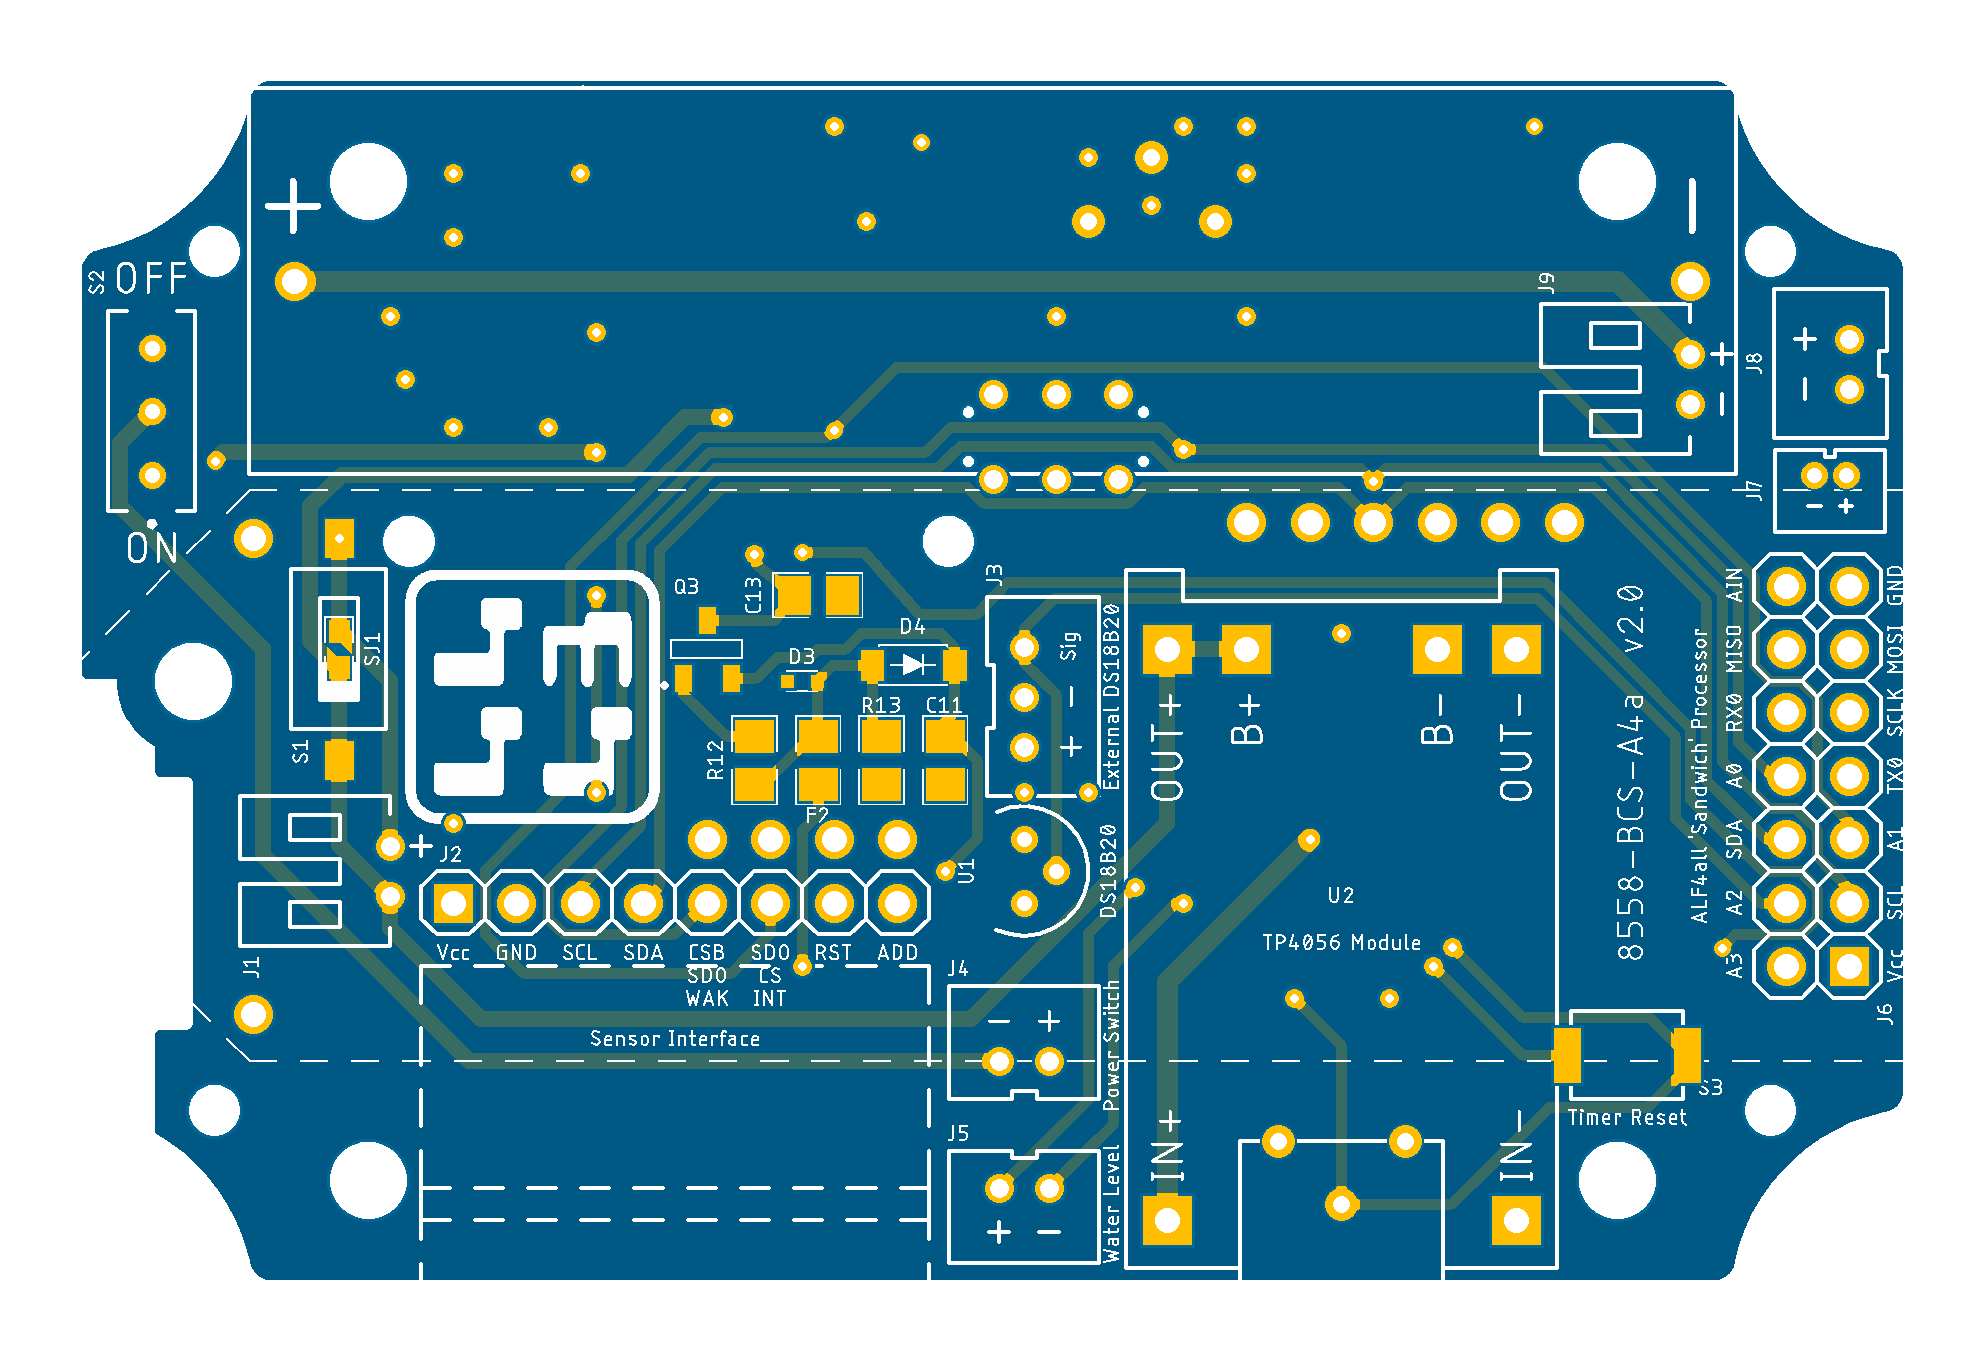 +
−
S2
OFF
J9
+
−
J8
+
−
J7
−
+
ON
Q3
C13
J3
D4
D3
SJ1
S1
R12
R13
C11
F2
Sig
−
+
External DS18B20
OUT+
B+
B-
OUT-
8558-BCS-A4a v2.0
ALF4all'Sandwich'Processor
AIN
GND
MISO
MOSI
RX0
SCLK
A0
TX0
SDA
A1
A2
SCL
A3
Vcc
J6
+
J2
J1
U1
DS18B20
U2
TP4056 Module
Vcc
GND
SCL
SDA
CSB
SDO
RST
ADD
SDO
CS
WAK
INT
Sensor Interface
J4
−
+
Power Switch
S3
Timer Reset
J5
+
−
Water Level
IN+
IN-